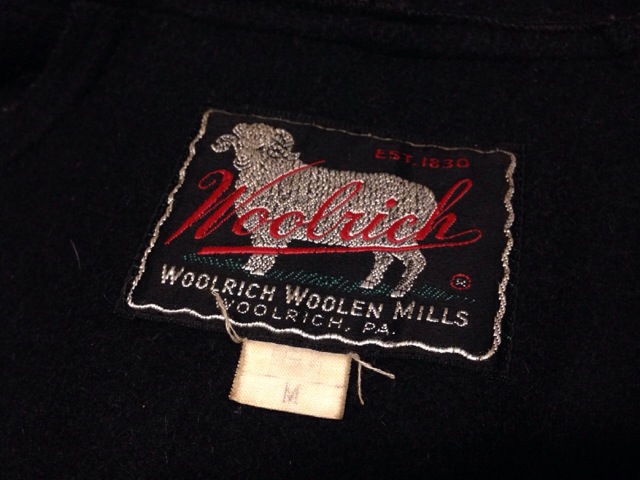 EST. 1830
Woolrich
®
WOOLRICH WOOLEN MILLS
WOOLRICH, PA.
M